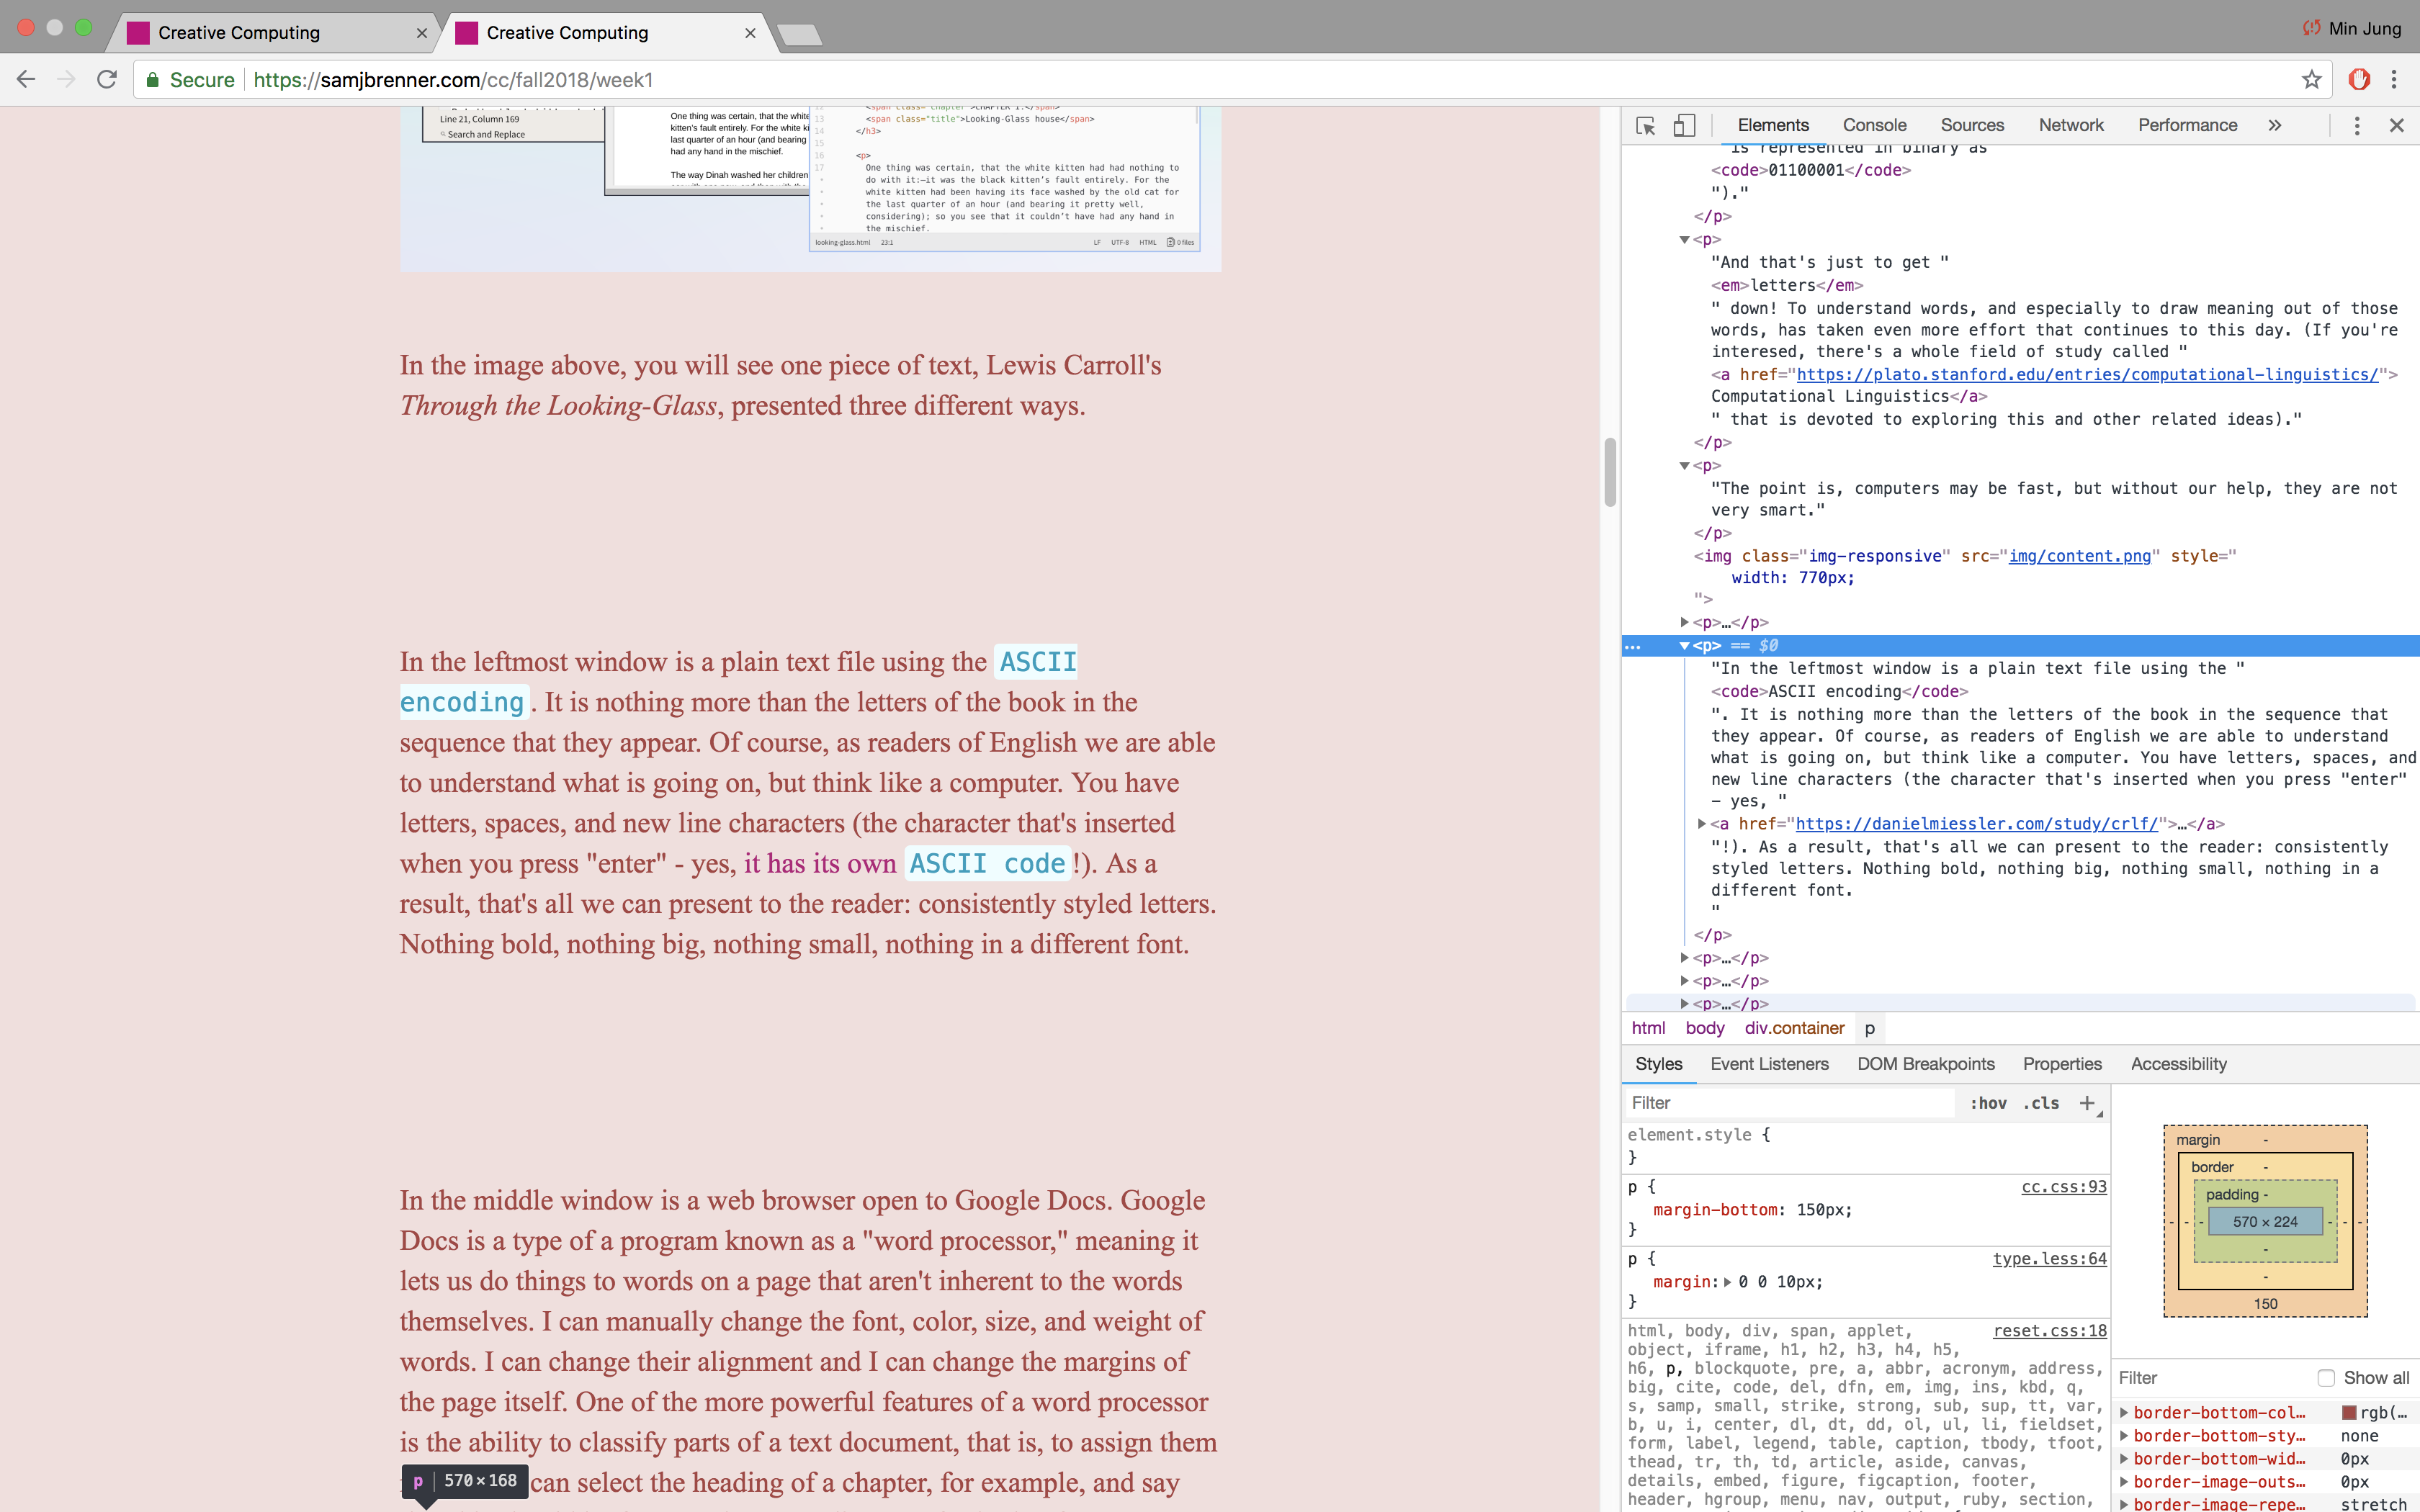 Creative Computing
Creative Computing
Min Jung
Secure
https://samjbrenner.com/cc/fall2018/week1
Line 21, Column 169
Search and Replace
One thing was certain, that the white
kitten's fault entirely. For the white ki
last quarter of an hour (and bearing
had any hand in the mischief.
The way Dinah washed her children
12 <span class="chapter">CHAPTER I.</span>
13 <span class="title">Looking-Glass house</span>
14 </h3>
15
16 <p>
17 One thing was certain, that the white kitten had had nothing to
do with it:—it was the black kitten's fault entirely. For the
white kitten had been having its face washed by the old cat for
the last quarter of an hour (and bearing it pretty well,
considering); so you see that it couldn't have had any hand in
the mischief.
looking-glass.html 23:1 LF UTF-8 HTML 0 files
In the image above, you will see one piece of text, Lewis Carroll's
Through the Looking-Glass, presented three different ways.
In the leftmost window is a plain text file using the ASCII
encoding. It is nothing more than the letters of the book in the
sequence that they appear. Of course, as readers of English we are able
to understand what is going on, but think like a computer. You have
letters, spaces, and new line characters (the character that's inserted
when you press "enter" - yes, it has its own ASCII code!). As a
result, that's all we can present to the reader: consistently styled letters.
Nothing bold, nothing big, nothing small, nothing in a different font.
In the middle window is a web browser open to Google Docs. Google
Docs is a type of a program known as a "word processor," meaning it
lets us do things to words on a page that aren't inherent to the words
themselves. I can manually change the font, color, size, and weight of
words. I can change their alignment and I can change the margins of
the page itself. One of the more powerful features of a word processor
is the ability to classify parts of a text document, that is, to assign them
can select the heading of a chapter, for example, and say
p 570×168
Elements Console Sources Network Performance »
is represented in binary as
<code>01100001</code>
")."
</p>
<p>
"And that's just to get "
<em>letters</em>
" down! To understand words, and especially to draw meaning out of those
words, has taken even more effort that continues to this day. (If you're
interesed, there's a whole field of study called "
<a href="https://plato.stanford.edu/entries/computational-linguistics/">
Computational Linguistics</a>
" that is devoted to exploring this and other related ideas)."
</p>
<p>
"The point is, computers may be fast, but without our help, they are not
very smart."
</p>
<img class="img-responsive" src="img/content.png" style="
width: 770px;
">
<p>…</p>
… <p> == $0
"In the leftmost window is a plain text file using the "
<code>ASCII encoding</code>
". It is nothing more than the letters of the book in the sequence that
they appear. Of course, as readers of English we are able to understand
what is going on, but think like a computer. You have letters, spaces, and
new line characters (the character that's inserted when you press "enter"
- yes, "
<a href="https://danielmiessler.com/study/crlf/">…</a>
"!). As a result, that's all we can present to the reader: consistently
styled letters. Nothing bold, nothing big, nothing small, nothing in a
different font.
"
</p>
<p>…</p>
<p>…</p>
<p>…</p>
html body div.container p
Styles Event Listeners DOM Breakpoints Properties Accessibility
Filter :hov .cls +
element.style {
}
p { cc.css:93
margin-bottom: 150px;
}
p { type.less:64
margin: 0 0 10px;
}
html, body, div, span, applet, reset.css:18
object, iframe, h1, h2, h3, h4, h5,
h6, p, blockquote, pre, a, abbr, acronym, address,
big, cite, code, del, dfn, em, img, ins, kbd, q,
s, samp, small, strike, strong, sub, sup, tt, var,
b, u, i, center, dl, dt, dd, ol, ul, li, fieldset,
form, label, legend, table, caption, tbody, tfoot,
thead, tr, th, td, article, aside, canvas,
details, embed, figure, figcaption, footer,
header, hgroup, menu, nav, output, ruby, section,
margin -
border -
padding -
- - - 570 × 224 - - -
-
-
150
Filter Show all
border-bottom-col… rgb(…
border-bottom-sty… none
border-bottom-wid… 0px
border-image-outs… 0px
border-image-repe… stretch